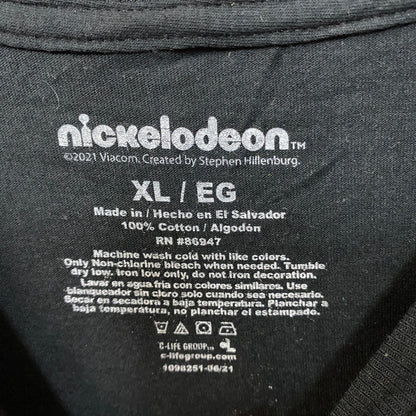 nickelodeon™
©2021 Viacom. Created by Stephen Hillenburg.
XL / EG
Made in / Hecho en El Salvador
100% Cotton / Algodón
RN #86947
Machine wash cold with like colors.
Only Non-chlorine bleach when needed. Tumble
dry low. Iron low only, do not iron decoration.
Lavar en agua fria con colores similares. Use
blanqueador sin cloro solo cuando sea necesario.
Secar en secadora a baja temperatura. Planchar a
baja temperatura, no planchar el estampado.
C-LIFE GROUP LTD
c-lifegroup.com
1098251-06/21